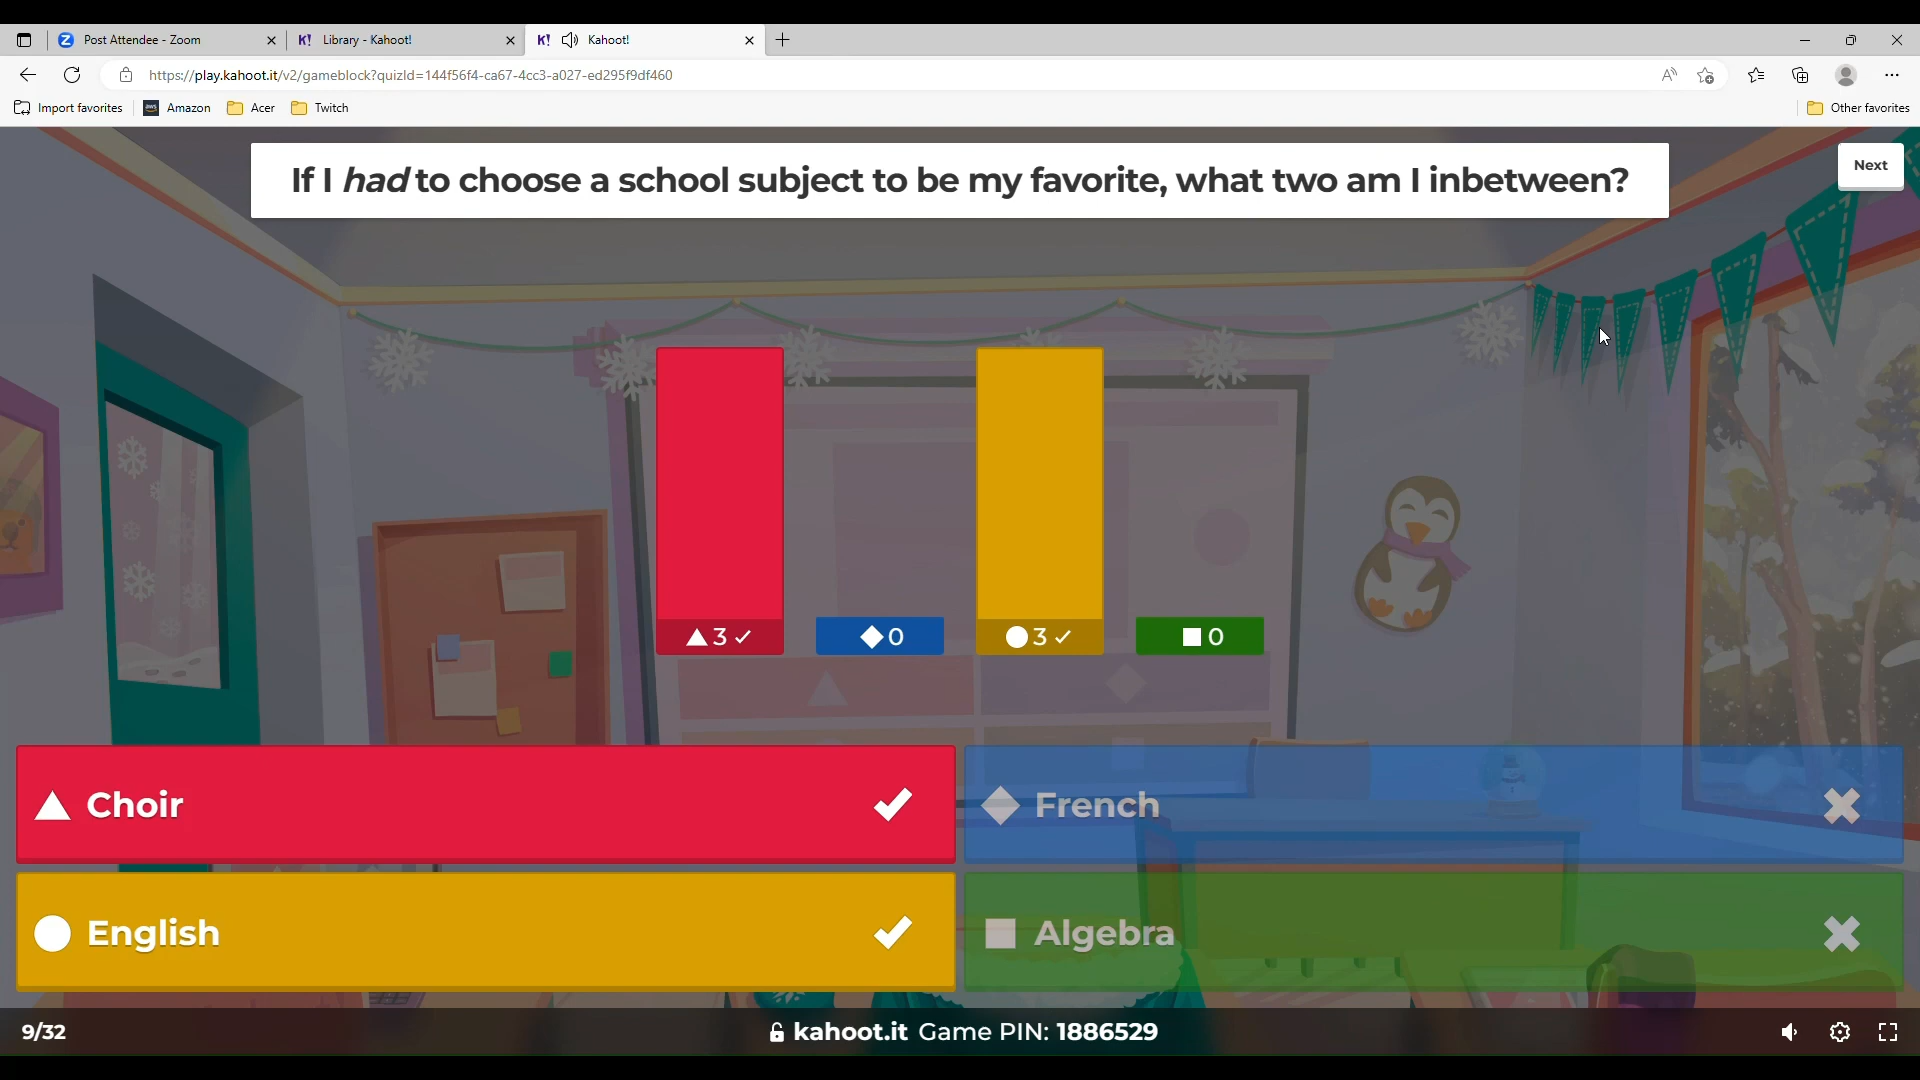 Post Attendee - Zoom
K! Library - Kahoot!
K! Kahoot!
https://play.kahoot.it/v2/gameblock?quizId=144f56f4-ca67-4cc3-a027-ed295f9df460
Import favorites
aws Amazon
Acer
Twitch
Other favorites
If I had to choose a school subject to be my favorite, what two am I inbetween?
Next
3
0
3
0
Choir
French
English
Algebra
9/32
kahoot.it Game PIN: 1886529